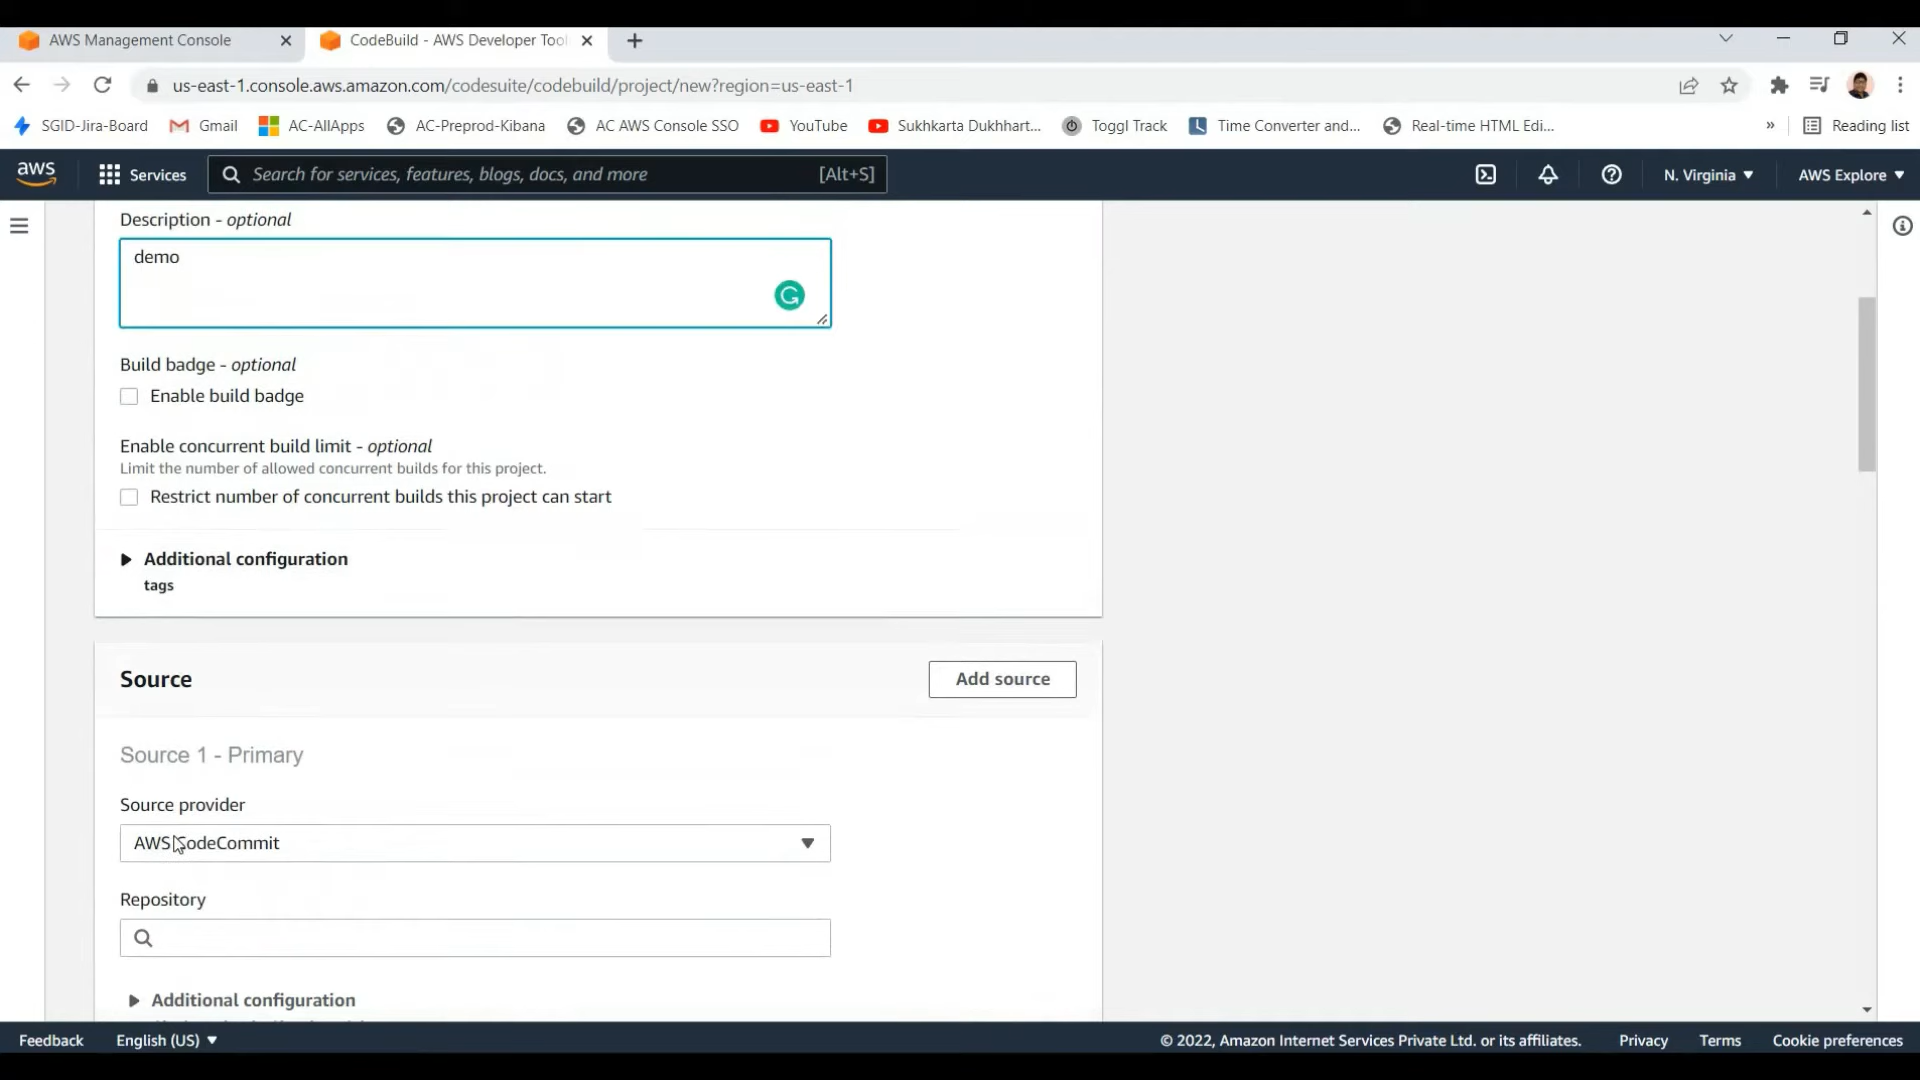 AWS Management Console
CodeBuild - AWS Developer Tool
us-east-1.console.aws.amazon.com/codesuite/codebuild/project/new?region=us-east-1
SGID-Jira-Board
Gmail
AC-AllApps
AC-Preprod-Kibana
AC AWS Console SSO
YouTube
Sukhkarta Dukhhart...
Toggl Track
Time Converter and...
Real-time HTML Edi...
»
Reading list
aws
Services
Search for services, features, blogs, docs, and more
[Alt+S]
N. Virginia
AWS Explore
Description - optional
demo
Build badge - optional
Enable build badge
Enable concurrent build limit - optional
Limit the number of allowed concurrent builds for this project.
Restrict number of concurrent builds this project can start
Additional configuration
tags
Source
Add source
Source 1 - Primary
Source provider
AWS CodeCommit
Repository
Additional configuration
Feedback
English (US)
© 2022, Amazon Internet Services Private Ltd. or its affiliates.
Privacy
Terms
Cookie preferences